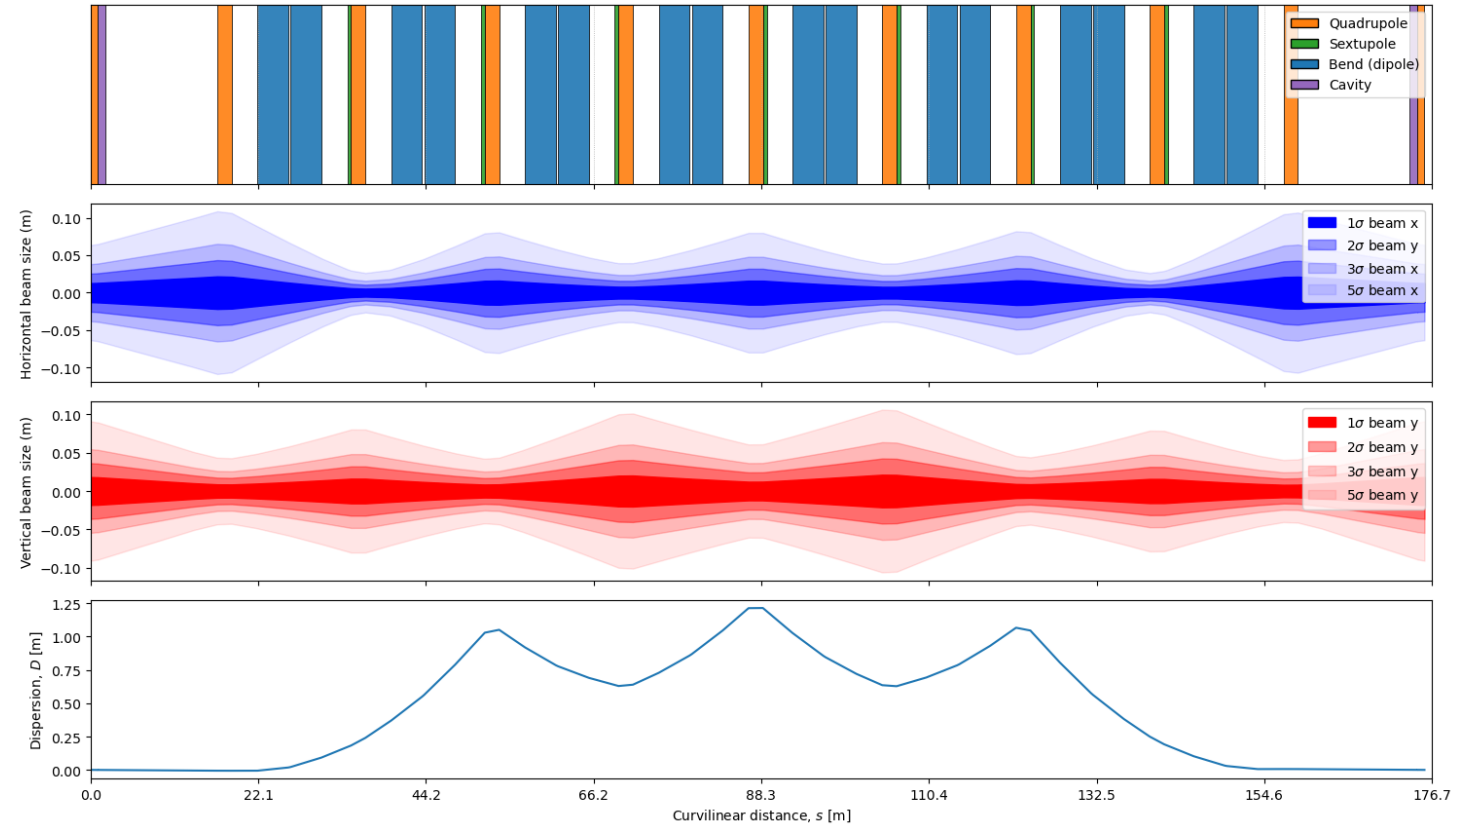 Quadrupole
Sextupole
Bend (dipole)
Cavity
Horizontal beam size (m)
0.10
0.05
0.00
−0.05
−0.10
1σ beam x
2σ beam y
3σ beam x
5σ beam x
Vertical beam size (m)
0.10
0.05
0.00
−0.05
−0.10
1σ beam y
2σ beam y
3σ beam y
5σ beam y
Dispersion, D [m]
1.25
1.00
0.75
0.50
0.25
0.00
0.0 22.1 44.2 66.2 88.3 110.4 132.5 154.6 176.7
Curvilinear distance, s [m]